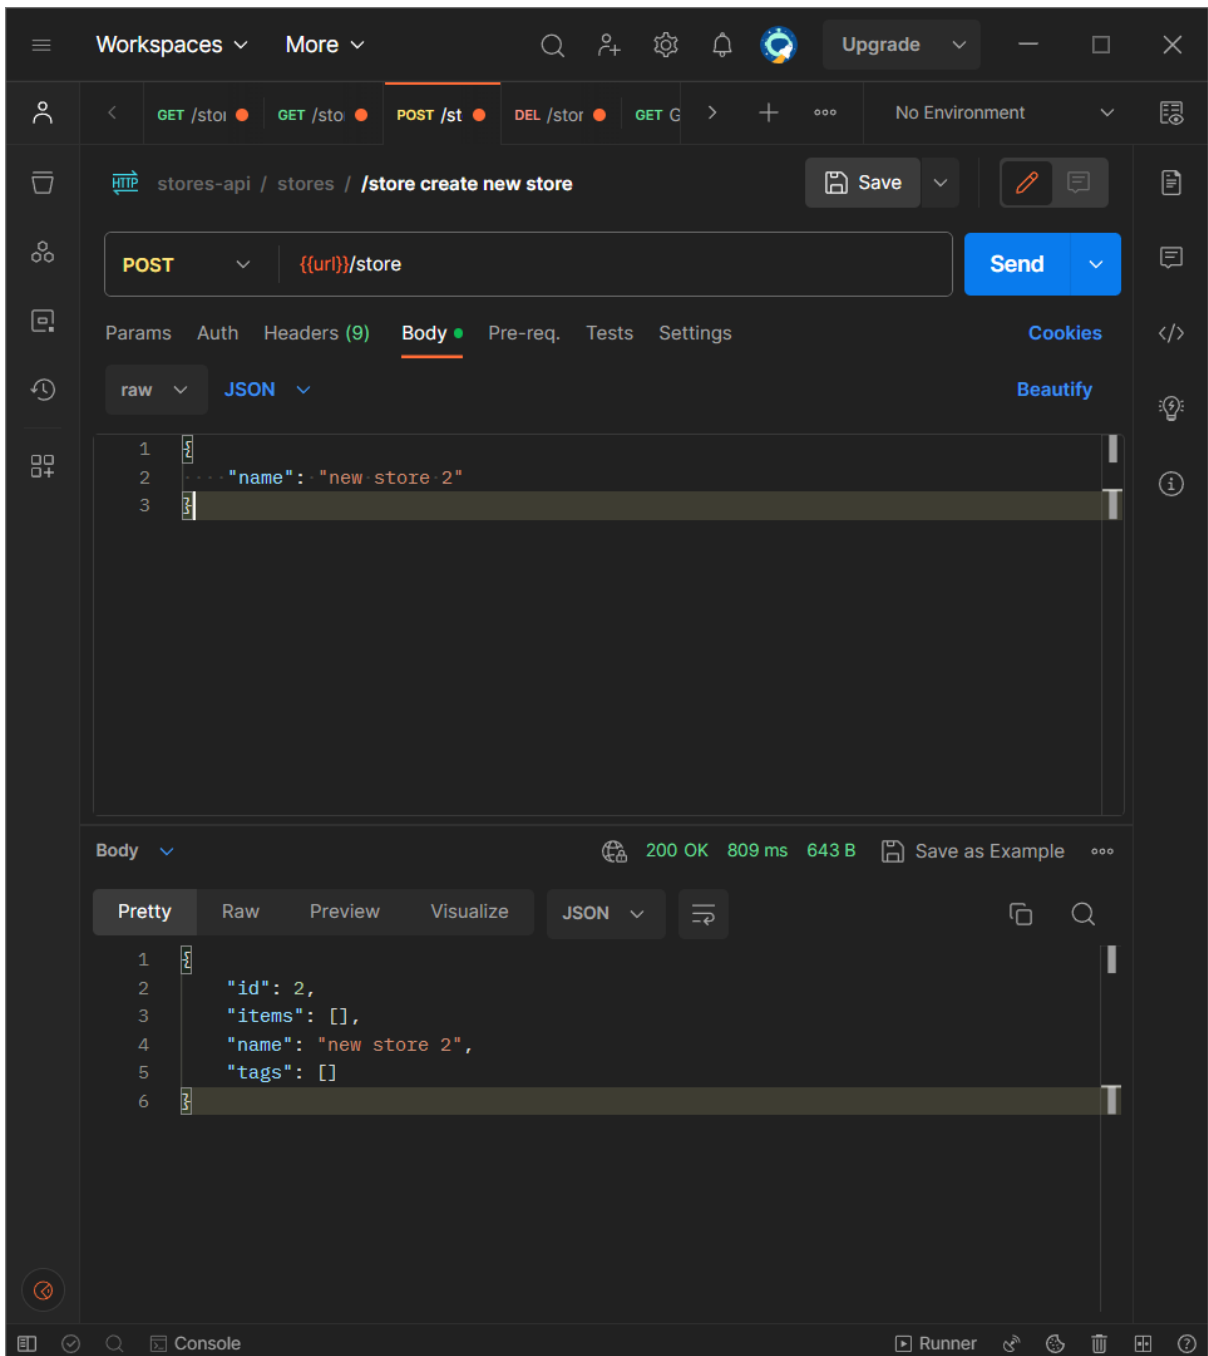 Workspaces More Upgrade
GET /stor GET /sto POST /st DEL /stor GET G No Environment
HTTP stores-api / stores / /store create new store Save
POST {{url}}/store Send
Params Auth Headers (9) Body Pre-req. Tests Settings Cookies
raw JSON Beautify
1 {
2 "name": "new store 2"
3 }
Body 200 OK 809 ms 643 B Save as Example
Pretty Raw Preview Visualize JSON
1 {
2 "id": 2,
3 "items": [],
4 "name": "new store 2",
5 "tags": []
6 }
Console Runner